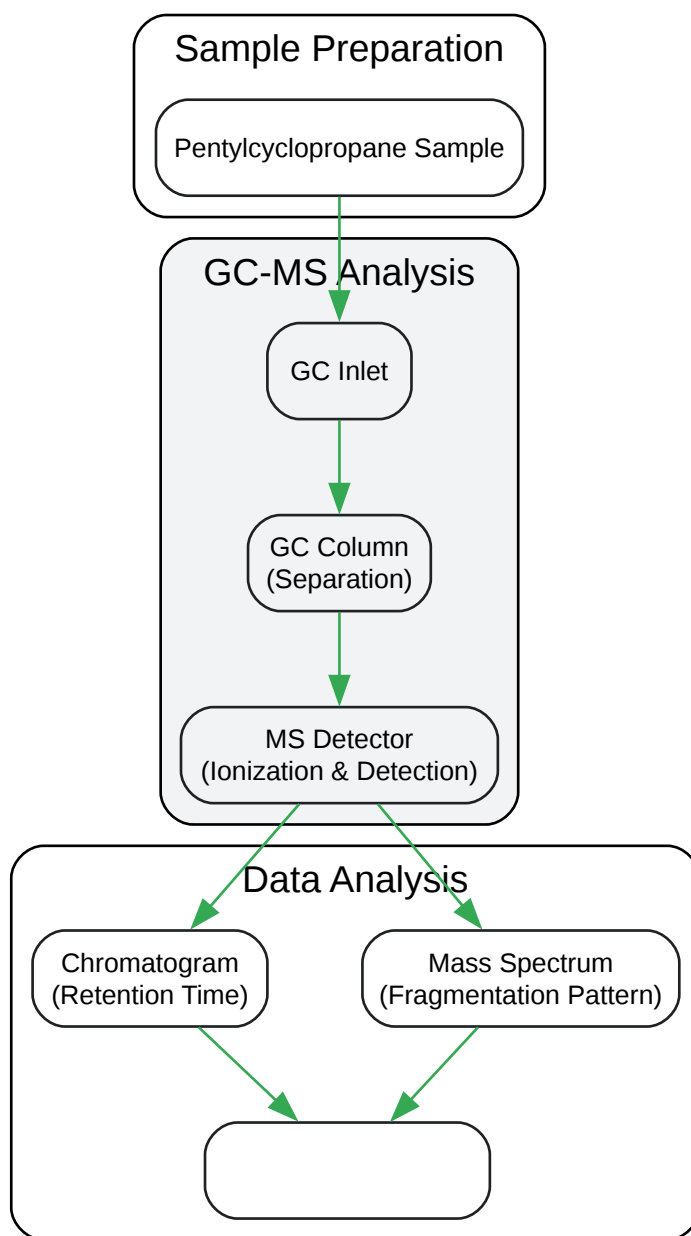 Sample Preparation
Pentylcyclopropane Sample
GC-MS Analysis
GC Inlet
GC Column
(Separation)
MS Detector
(Ionization & Detection)
Data Analysis
Chromatogram
(Retention Time)
Mass Spectrum
(Fragmentation Pattern)